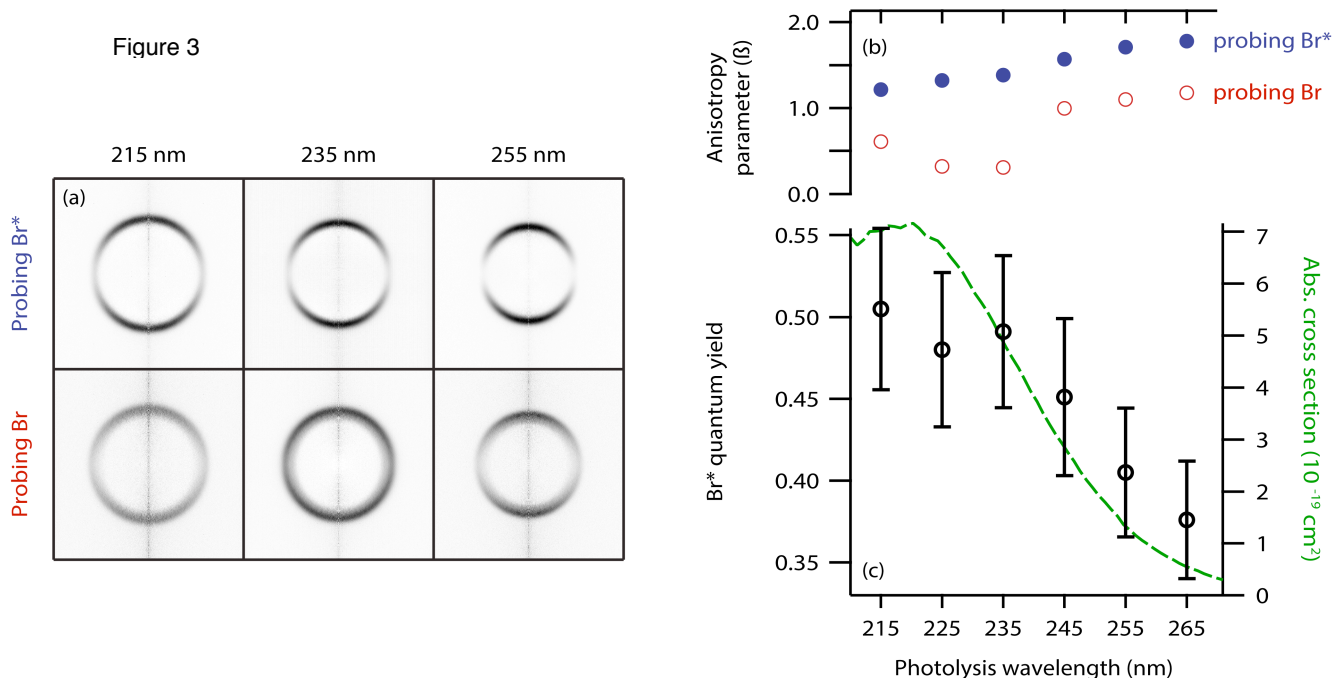 Figure 3
215 nm
235 nm
255 nm
(a)
Probing Br*
Probing Br
2.0
1.0
0.0
Anisotropy
parameter (ß)
(b)
probing Br*
probing Br
0.55
0.50
0.45
0.40
0.35
Br* quantum yield
(c)
7
6
5
4
3
2
1
0
Abs. cross section (10 -19 cm2)
215
225
235
245
255
265
Photolysis wavelength (nm)